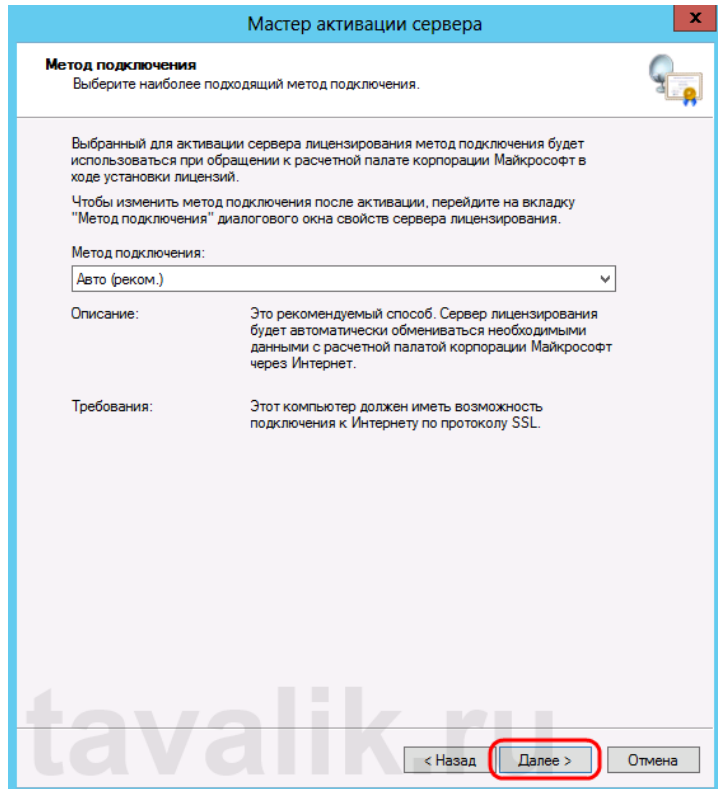 Мастер активации сервера
x
Метод подключения
Выберите наиболее подходящий метод подключения.
Выбранный для активации сервера лицензирования метод подключения будет
использоваться при обращении к расчетной палате корпорации Майкрософт в
ходе установки лицензий.
Чтобы изменить метод подключения после активации, перейдите на вкладку
"Метод подключения" диалогового окна свойств сервера лицензирования.
Метод подключения:
Авто (реком.)
Описание:
Это рекомендуемый способ. Сервер лицензирования
будет автоматически обмениваться необходимыми
данными с расчетной палатой корпорации Майкрософт
через Интернет.
Требования:
Этот компьютер должен иметь возможность
подключения к Интернету по протоколу SSL.
tavalik.ru
< Назад
Далее >
Отмена